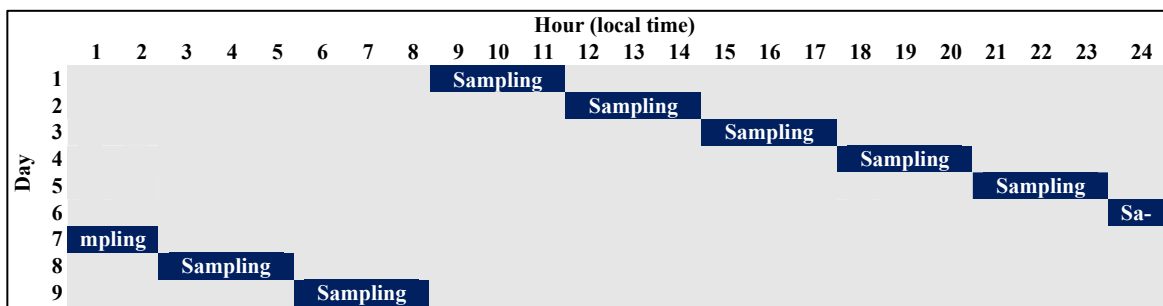 Hour (local time)
1 2 3 4 5 6 7 8 9 10 11 12 13 14 15 16 17 18 19 20 21 22 23 24
Day
1 Sampling
2 Sampling
3 Sampling
4 Sampling
5 Sampling
6 Sa-
7 mpling
8 Sampling
9 Sampling